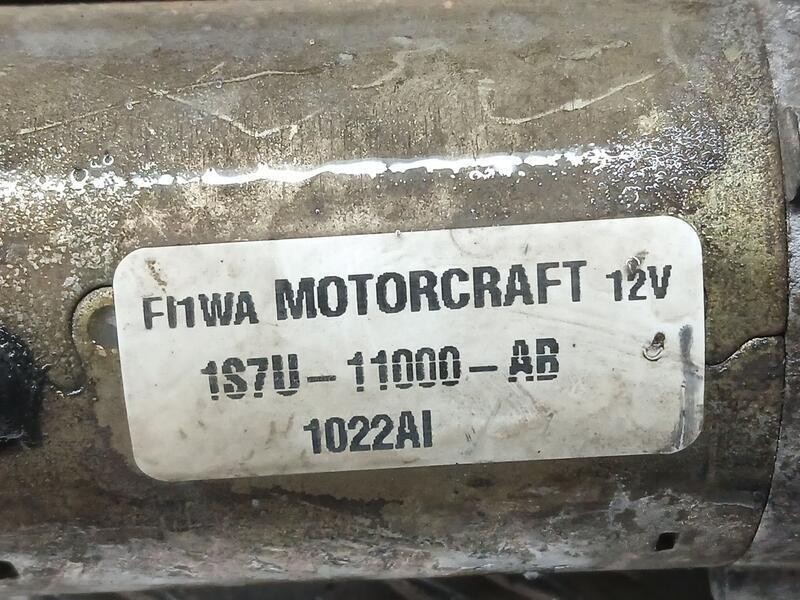 FI1WA MOTORCRAFT 12V
1S7U-11000-AB
1022AI